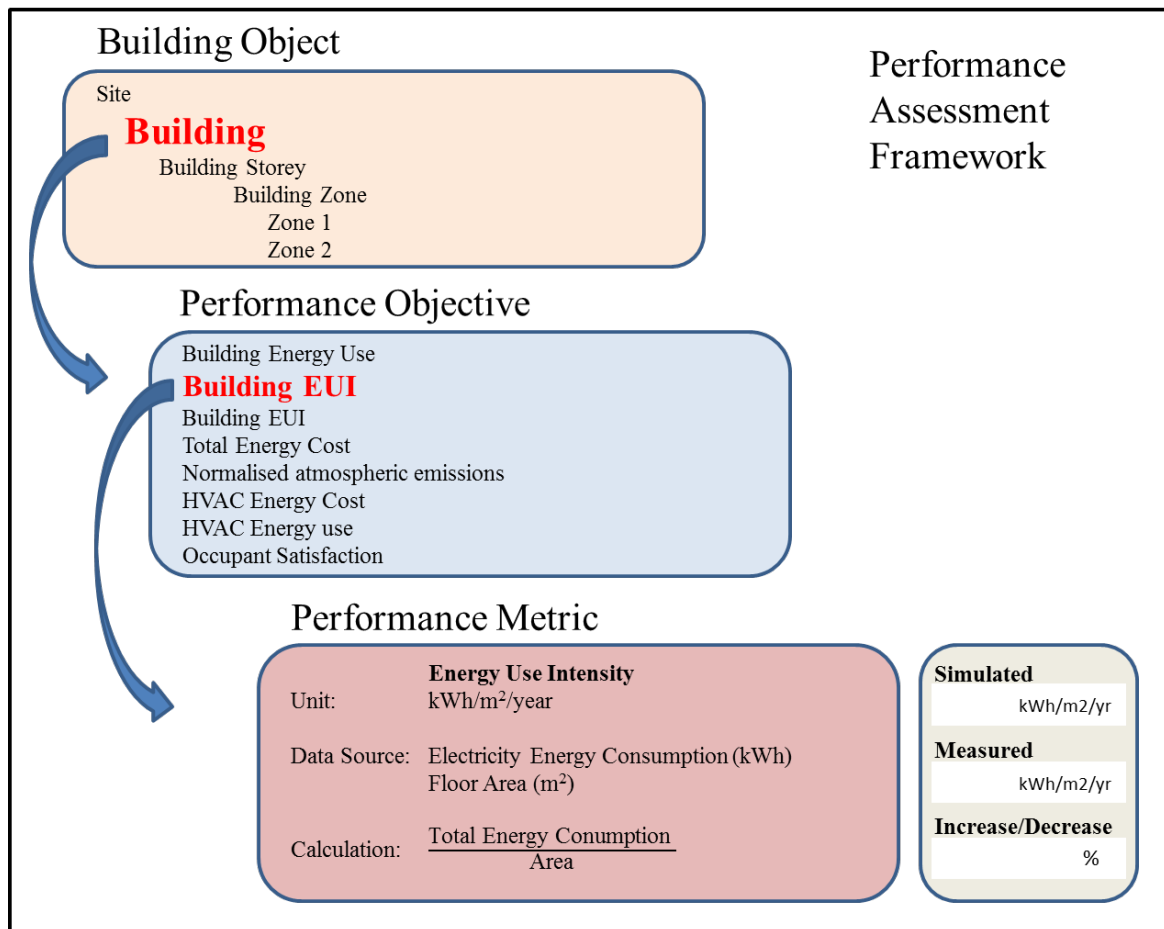 Building Object
Performance
Assessment
Framework
Site
Building
Building Storey
Building Zone
Zone 1
Zone 2
Performance Objective
Building Energy Use
Building EUI
Building EUI
Total Energy Cost
Normalised atmospheric emissions
HVAC Energy Cost
HVAC Energy use
Occupant Satisfaction
Performance Metric
Energy Use Intensity
Unit: kWh/m²/year
Data Source: Electricity Energy Consumption (kWh)
Floor Area (m²)
Calculation: Total Energy Conumption
Area
Simulated
kWh/m2/yr
Measured
kWh/m2/yr
Increase/Decrease
%